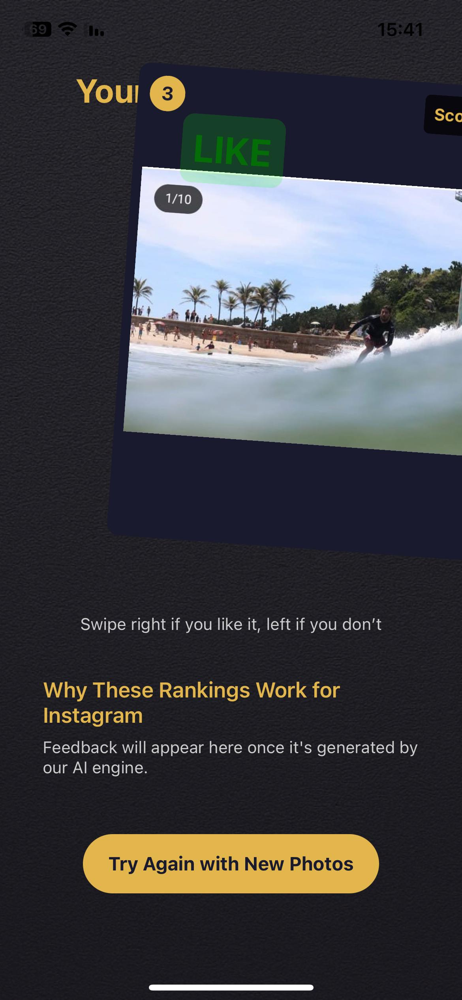 69
15:41
Your
3
Sco
LIKE
1/10
Swipe right if you like it, left if you don’t
Why These Rankings Work for
Instagram
Feedback will appear here once it's generated by
our AI engine.
Try Again with New Photos